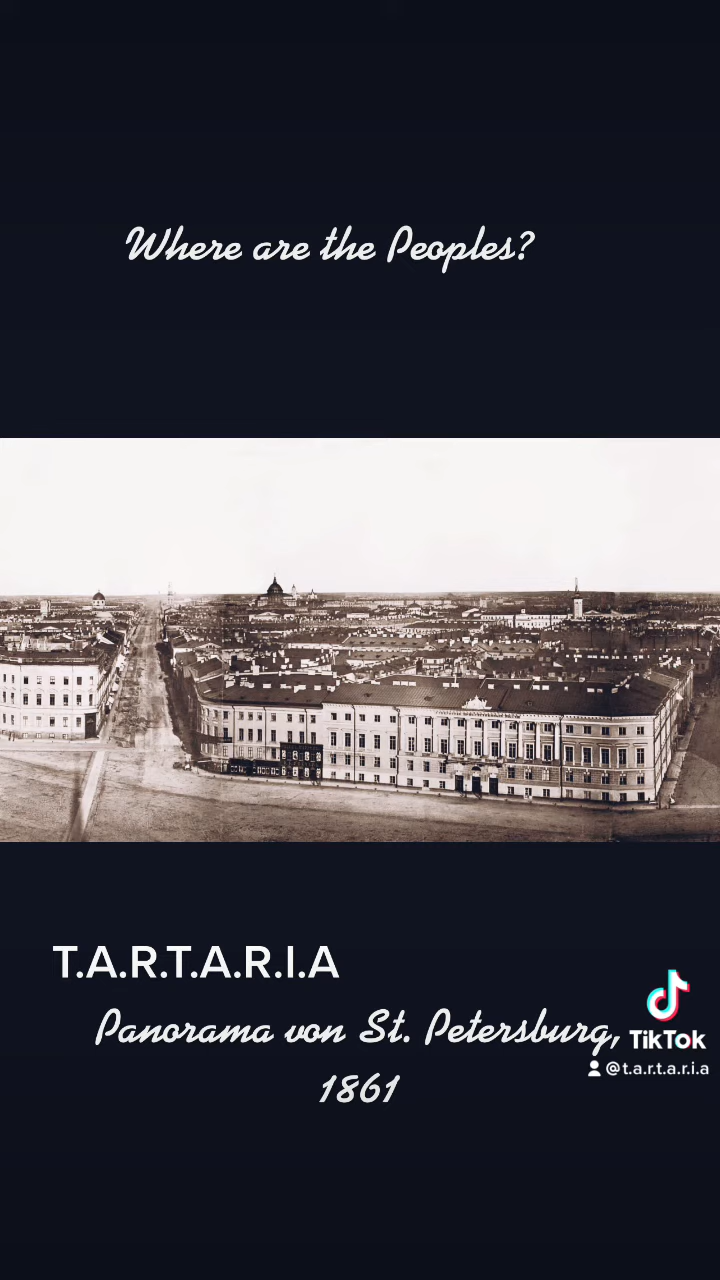 Where are the Peoples?
T.A.R.T.A.R.I.A
Panorama von St. Petersburg,
1861
TikTok
@t.a.r.t.a.r.i.a